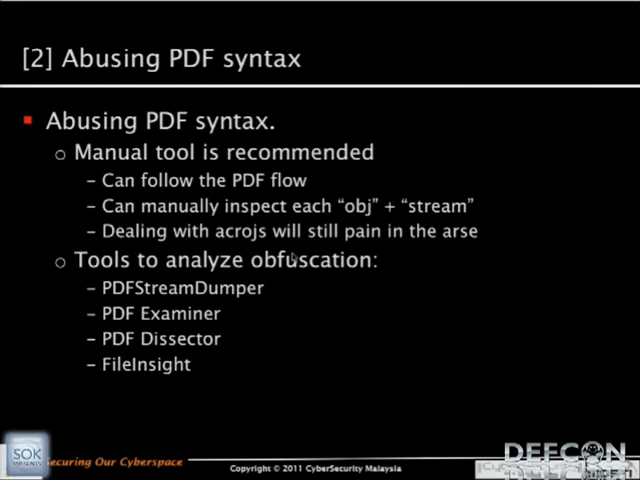 [2] Abusing PDF syntax
Abusing PDF syntax.
Manual tool is recommended
– Can follow the PDF flow
– Can manually inspect each “obj” + “stream”
– Dealing with acrojs will still pain in the arse
Tools to analyze obfuscation:
– PDFStreamDumper
– PDF Examiner
– PDF Dissector
– FileInsight
SOK
Securing Our Cyberspace
Copyright © 2011 CyberSecurity Malaysia
DEFCON